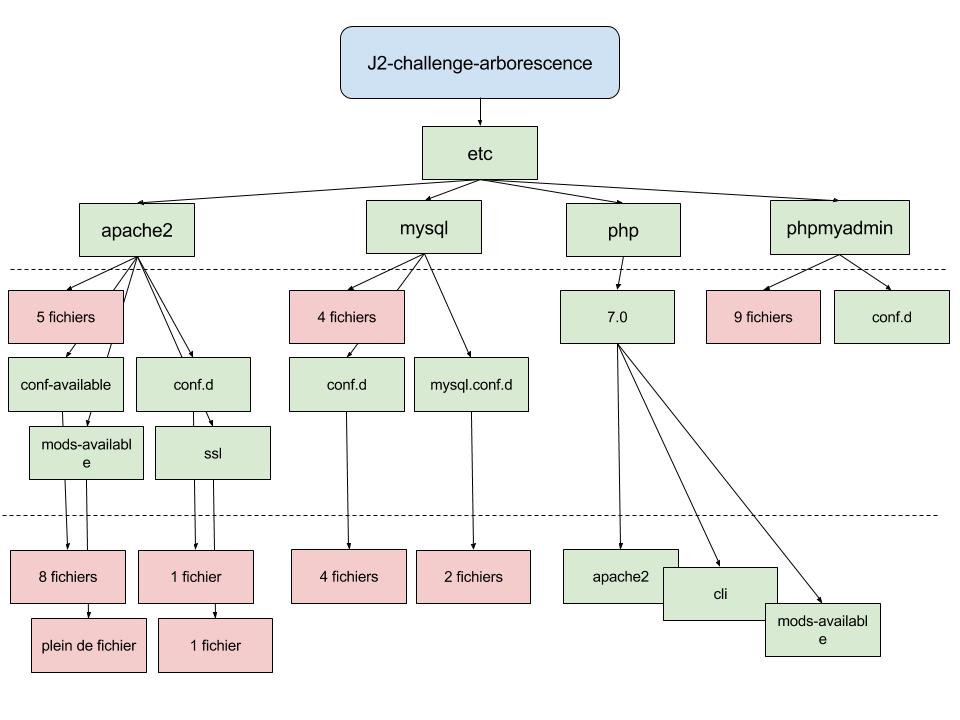 J2-challenge-arborescence
etc
apache2
mysql
php
phpmyadmin
5 fichiers
4 fichiers
7.0
9 fichiers
conf.d
conf-available
conf.d
conf.d
mysql.conf.d
mods-availabl
e
ssl
8 fichiers
1 fichier
4 fichiers
2 fichiers
apache2
cli
mods-availabl
e
plein de fichier
1 fichier